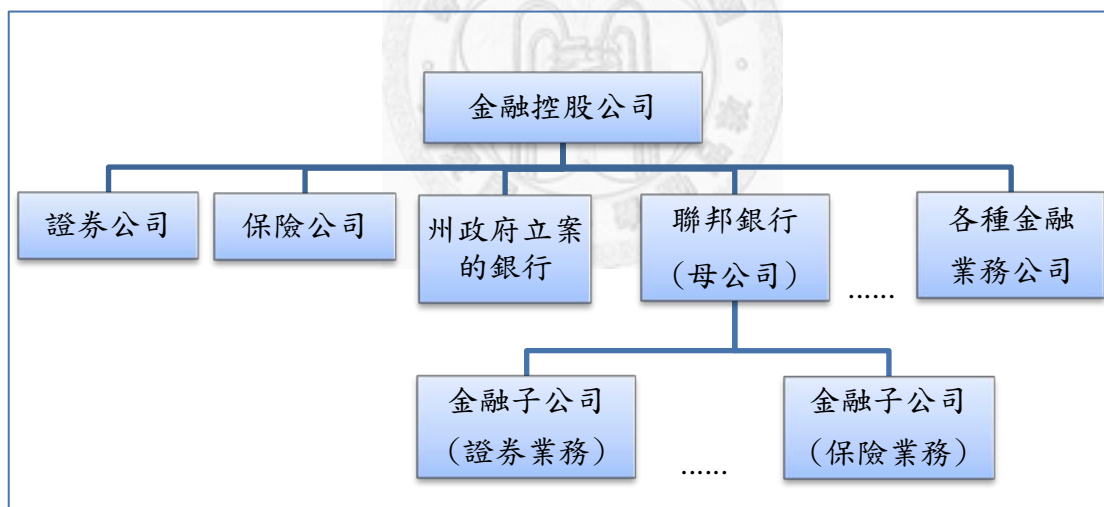 金融控股公司
證券公司
保險公司
州政府立案
的銀行
聯邦銀行
（母公司）
……
各種金融
業務公司
金融子公司
（證券業務）
……
金融子公司
（保險業務）